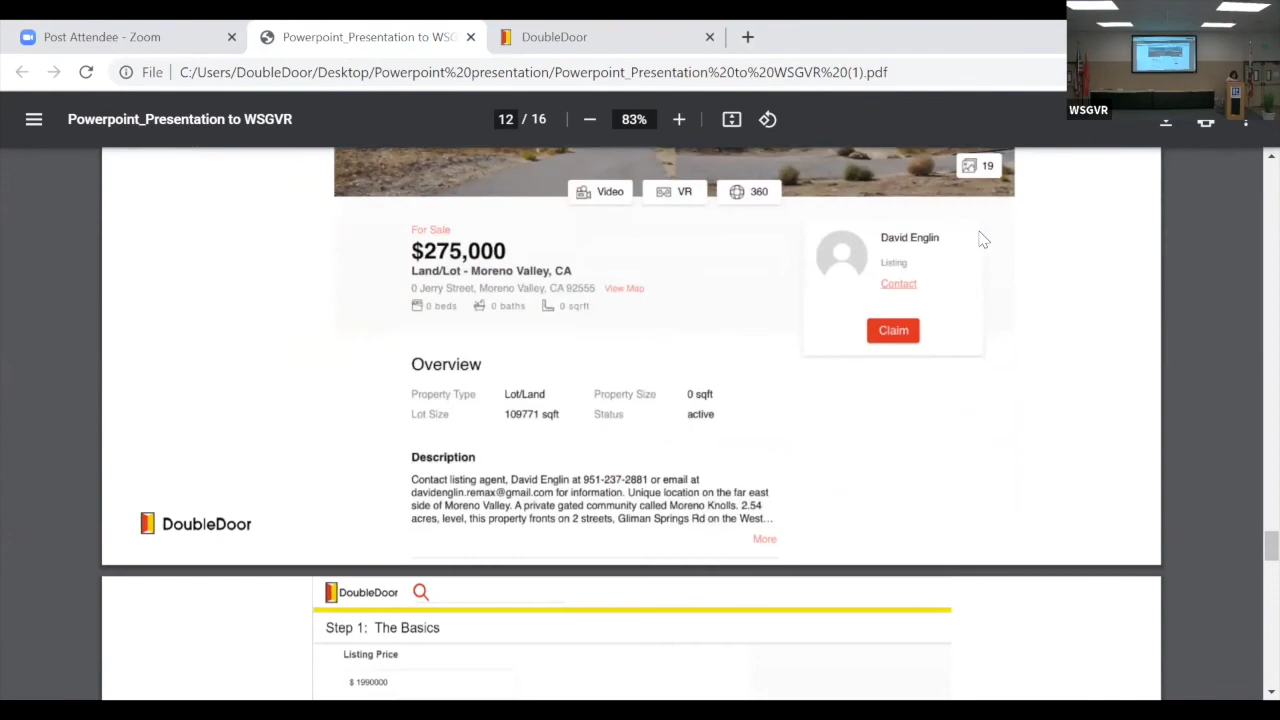 Post Attendee - Zoom
Powerpoint_Presentation to WSG
DoubleDoor
File
C:/Users/DoubleDoor/Desktop/Powerpoint%20presentation/Powerpoint_Presentation%20to%20WSGVR%20(1).pdf
WSGVR
Powerpoint_Presentation to WSGVR
12 / 16
83%
19
Video
VR
360
For Sale
$275,000
Land/Lot - Moreno Valley, CA
0 Jerry Street, Moreno Valley, CA 92555 View Map
0 beds 0 baths 0 sqrft
David Englin
Listing
Contact
Claim
Overview
Property Type Lot/Land Property Size 0 sqft
Lot Size 109771 sqft Status active
Description
Contact listing agent, David Englin at 951-237-2881 or email at
davidenglin.remax@gmail.com for information. Unique location on the far east
side of Moreno Valley. A private gated community called Moreno Knolls. 2.54
acres, level, this property fronts on 2 streets, Gliman Springs Rd on the West...
More
DoubleDoor
DoubleDoor
Step 1: The Basics
Listing Price
$ 1990000